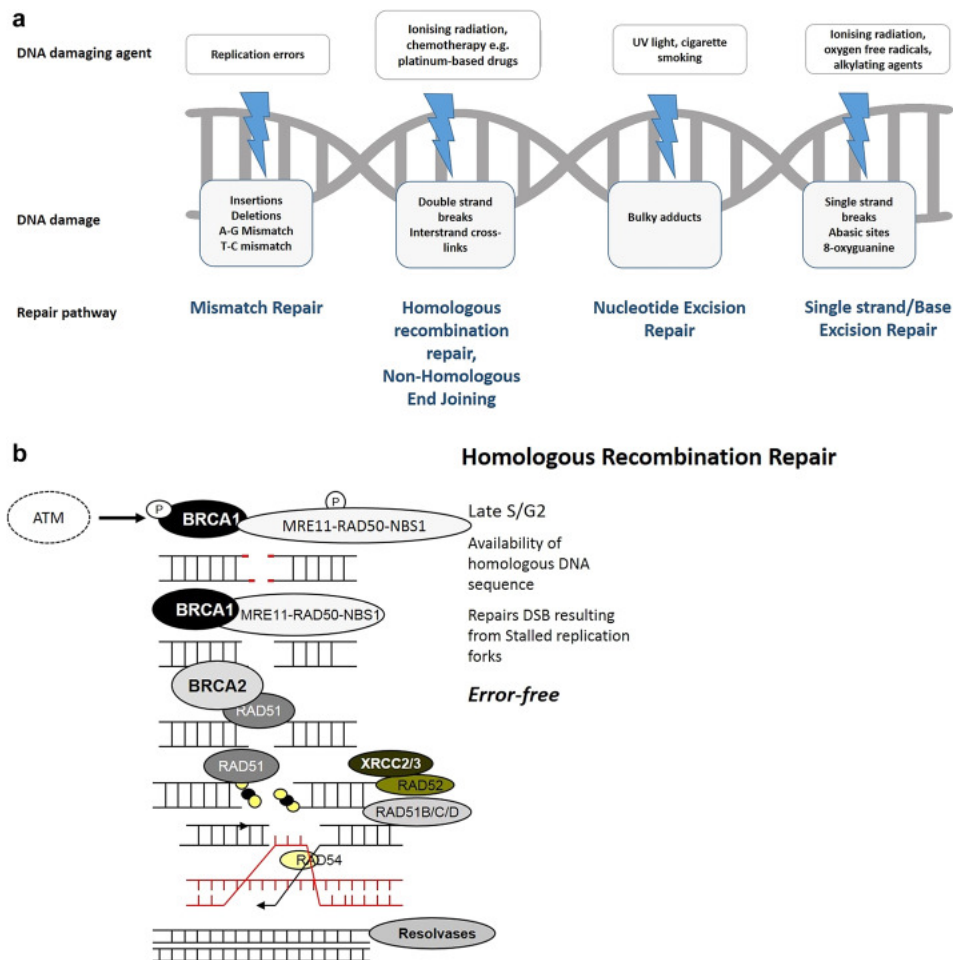 a
DNA damaging agent
Replication errors
Ionising radiation,
chemotherapy e.g.
platinum-based drugs
UV light, cigarette
smoking
Ionising radiation,
oxygen free radicals,
alkylating agents
DNA damage
Insertions
Deletions
A-G Mismatch
T-C mismatch
Double strand
breaks
Interstrand cross-
links
Bulky adducts
Single strand
breaks
Abasic sites
8-oxyguanine
Repair pathway
Mismatch Repair
Homologous
recombination
repair,
Non-Homologous
End Joining
Nucleotide Excision
Repair
Single strand/Base
Excision Repair
b
Homologous Recombination Repair
ATM
P
BRCA1
P
MRE11-RAD50-NBS1
Late S/G2
Availability of
homologous DNA
sequence
BRCA1
MRE11-RAD50-NBS1
Repairs DSB resulting
from Stalled replication
forks
BRCA2
RAD51
Error-free
RAD51
XRCC2/3
RAD52
RAD51B/C/D
RAD54
Resolvases